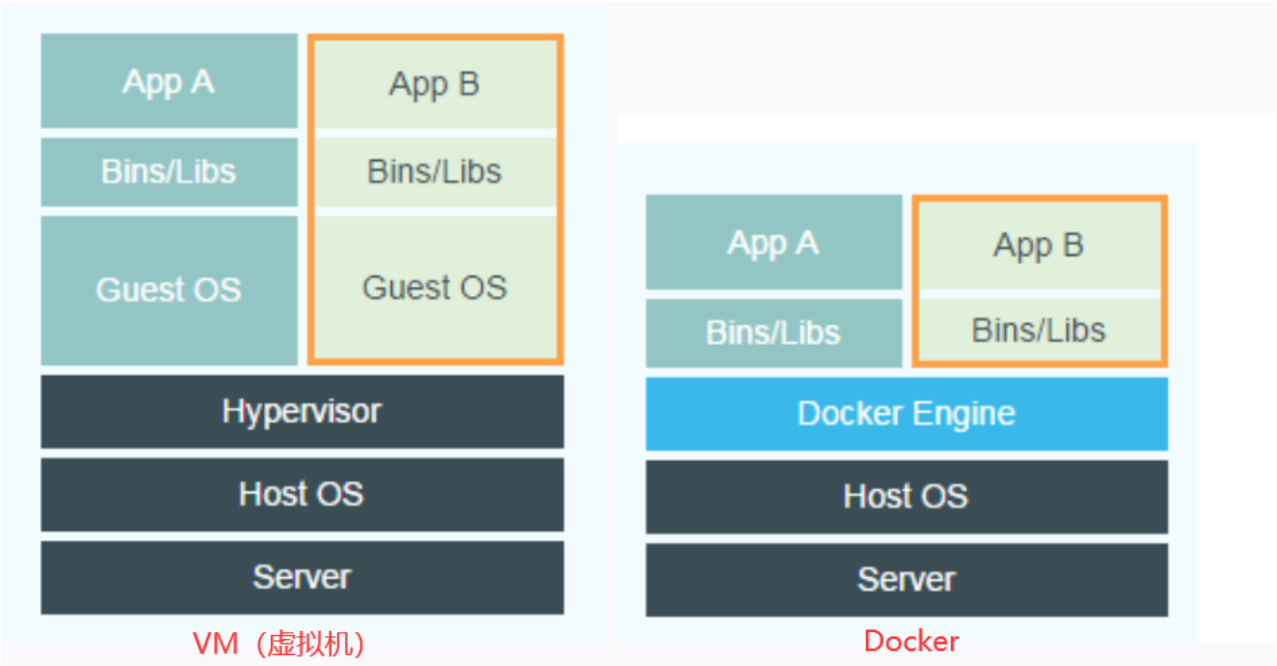 App A
App B
Bins/Libs
Bins/Libs
Guest OS
Guest OS
Hypervisor
Host OS
Server
VM（虚拟机）
App A
App B
Bins/Libs
Bins/Libs
Docker Engine
Host OS
Server
Docker